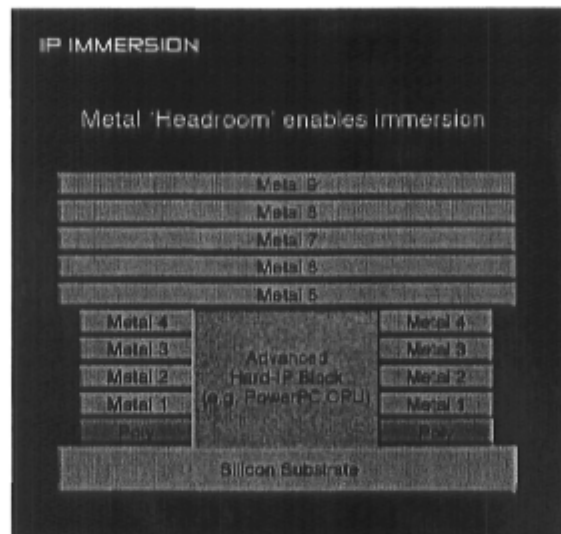 IP IMMERSION
Metal 'Headroom' enables immersion
Metal 9
Metal 8
Metal 7
Metal 6
Metal 5
Metal 4 Metal 4
Metal 3 Metal 3
Advanced
Metal 2 Hard-IP Block Metal 2
(e.g. PowerPC CPU)
Metal 1 Metal 1
Poly Poly
Silicon Substrate